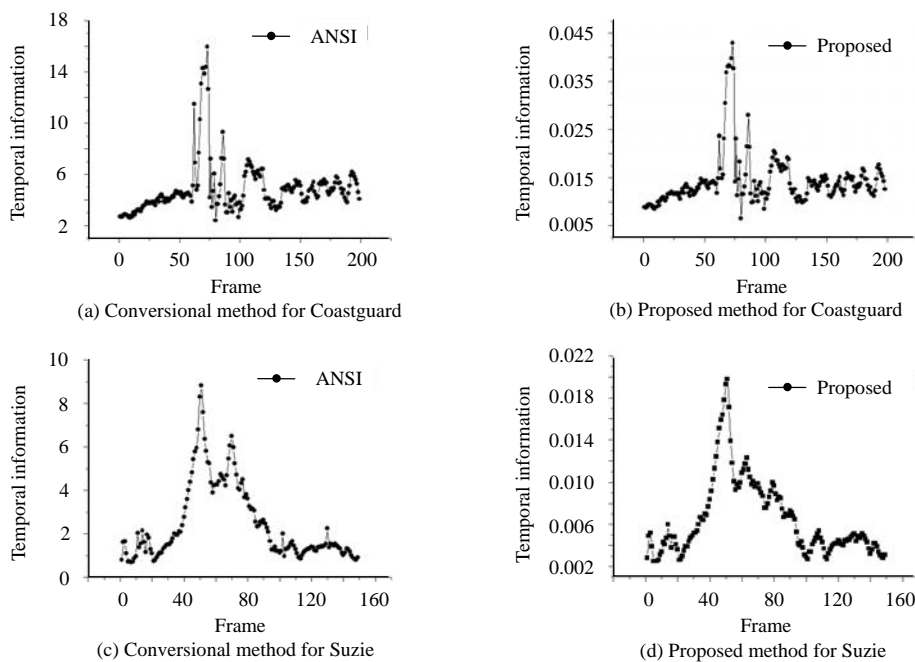 18
14
10
6
2
Temporal information
ANSI
0
50
100
150
200
Frame
(a) Conversional method for Coastguard
0.045
0.035
0.025
0.015
0.005
Temporal information
Proposed
0
50
100
150
200
Frame
(b) Proposed method for Coastguard
10
8
6
4
2
0
Temporal information
ANSI
0
40
80
120
160
Frame
(c) Conversional method for Suzie
0.022
0.018
0.014
0.010
0.006
0.002
Temporal information
Proposed
0
40
80
120
160
Frame
(d) Proposed method for Suzie